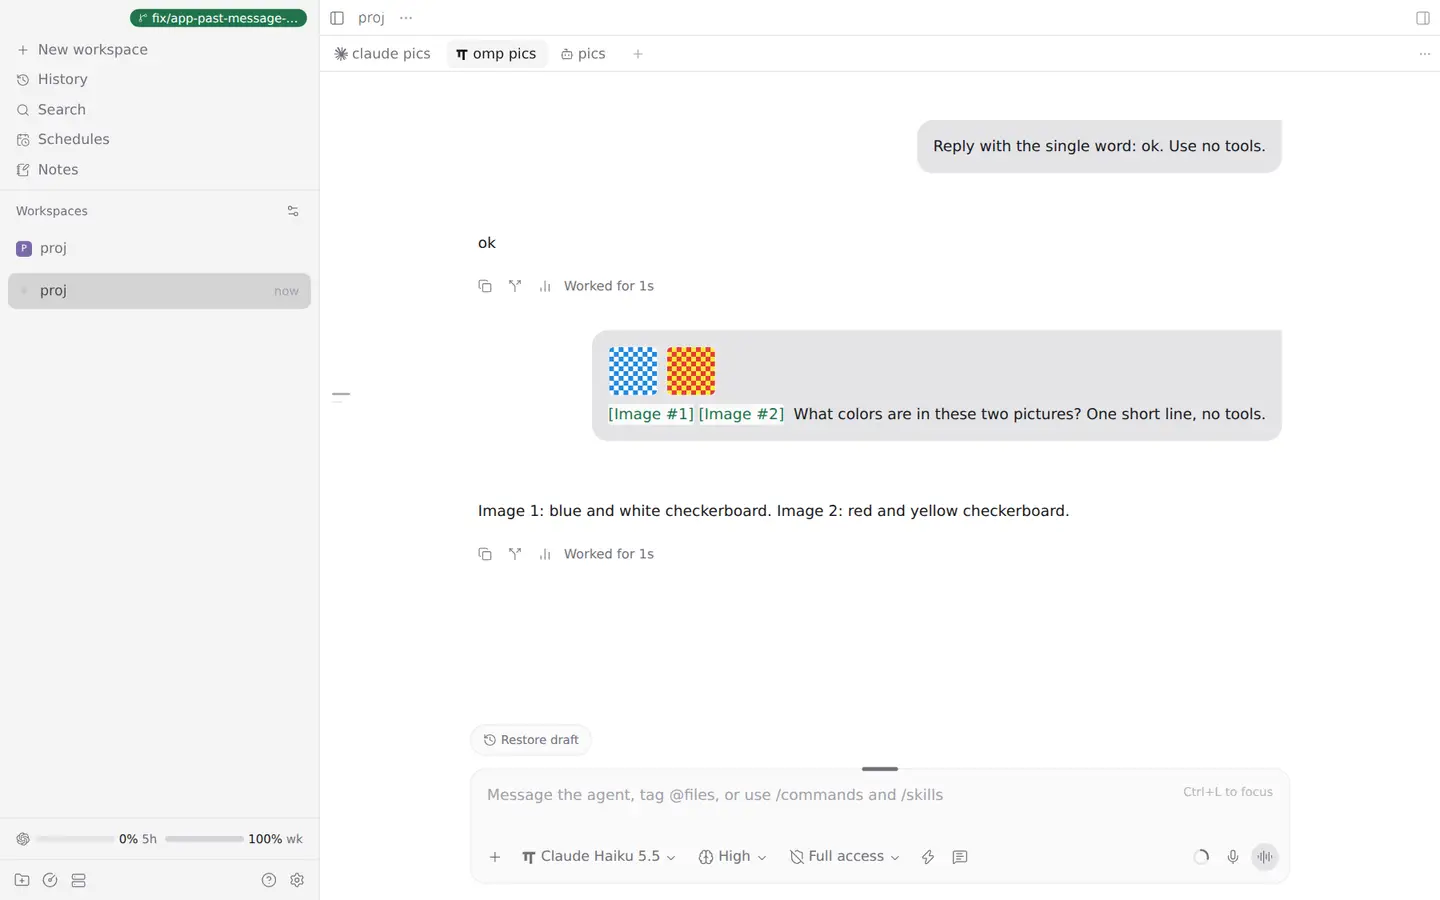 fix/app-past-message-...
New workspace
History
Search
Schedules
Notes
Workspaces
P proj
proj now
0% 5h 100% wk
proj
claude pics omp pics pics
Reply with the single word: ok. Use no tools.
ok
Worked for 1s
[Image #1] [Image #2] What colors are in these two pictures? One short line, no tools.
Image 1: blue and white checkerboard. Image 2: red and yellow checkerboard.
Worked for 1s
Restore draft
Message the agent, tag @files, or use /commands and /skills Ctrl+L to focus
Claude Haiku 5.5 High Full access